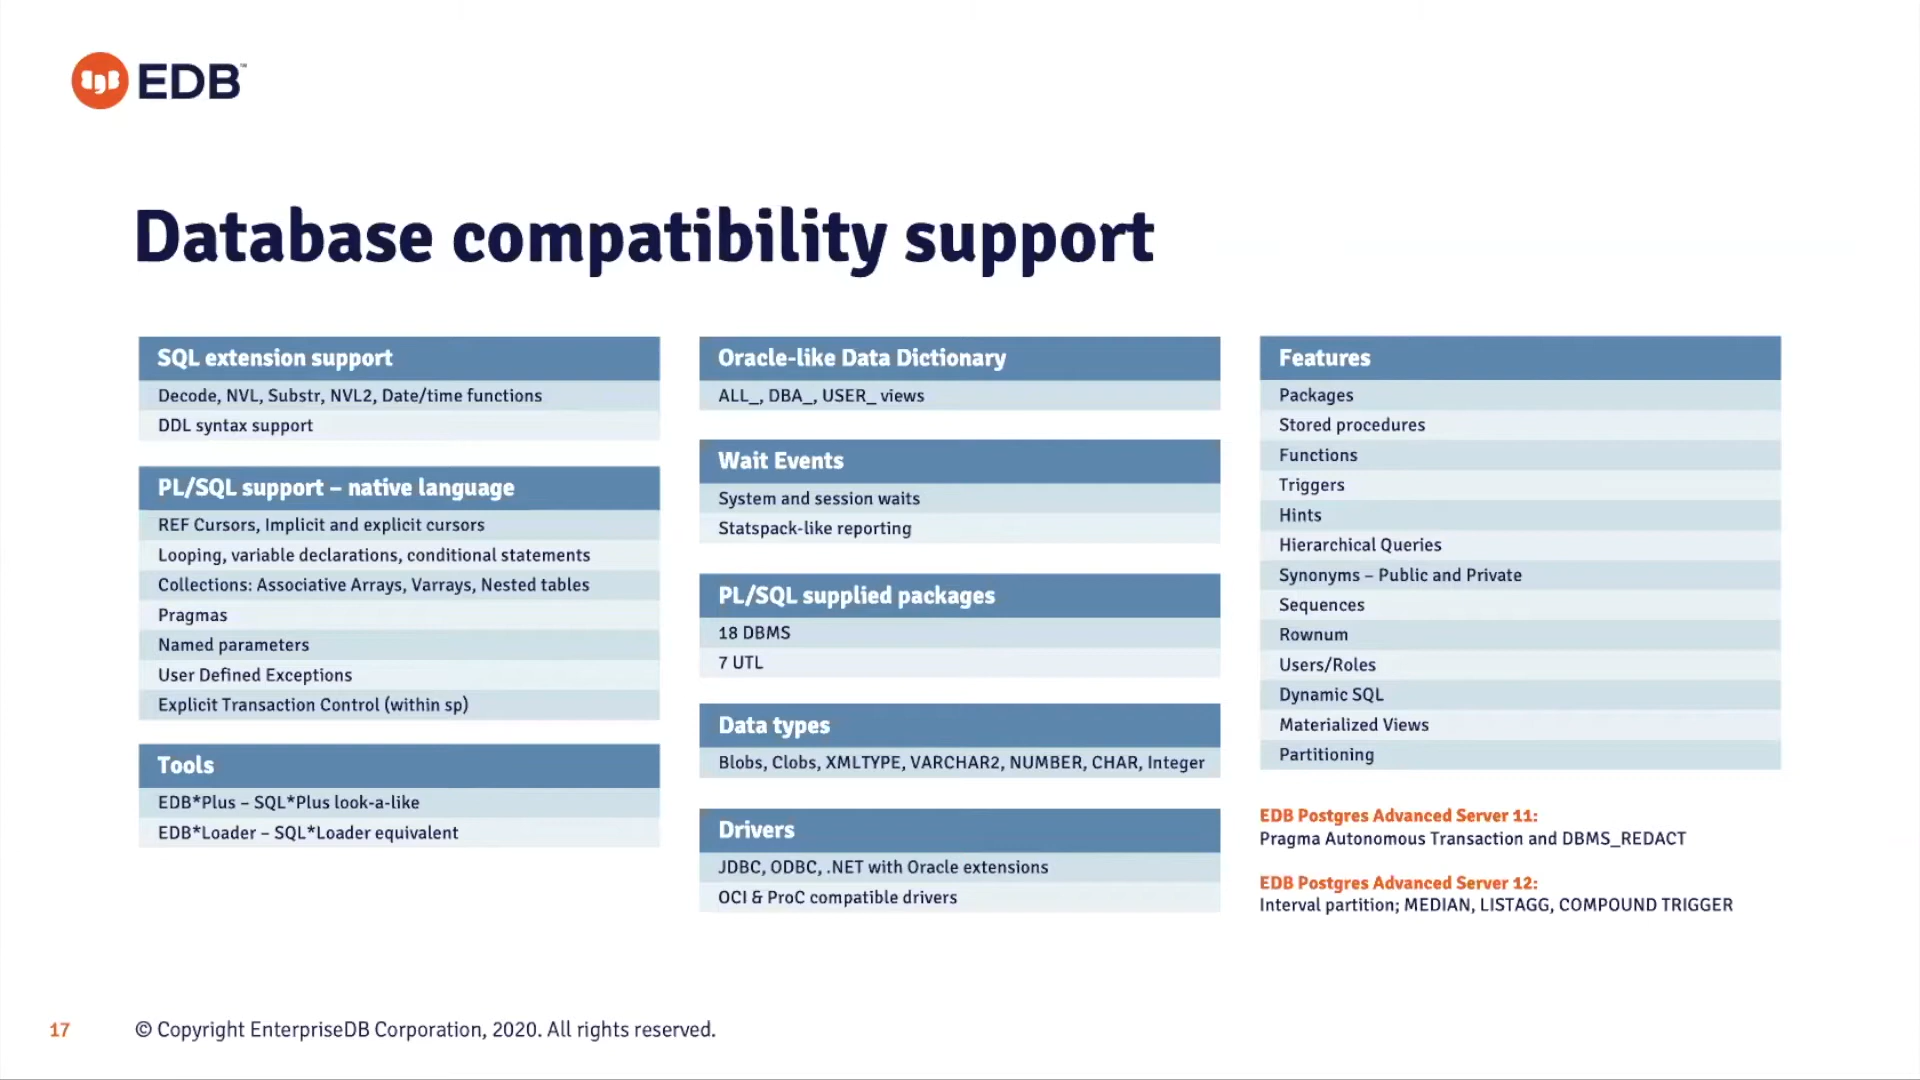 EDB™
Database compatibility support
SQL extension support
Decode, NVL, Substr, NVL2, Date/time functions
DDL syntax support
PL/SQL support – native language
REF Cursors, Implicit and explicit cursors
Looping, variable declarations, conditional statements
Collections: Associative Arrays, Varrays, Nested tables
Pragmas
Named parameters
User Defined Exceptions
Explicit Transaction Control (within sp)
Tools
EDB*Plus – SQL*Plus look-a-like
EDB*Loader – SQL*Loader equivalent
Oracle-like Data Dictionary
ALL_, DBA_, USER_ views
Wait Events
System and session waits
Statspack-like reporting
PL/SQL supplied packages
18 DBMS
7 UTL
Data types
Blobs, Clobs, XMLTYPE, VARCHAR2, NUMBER, CHAR, Integer
Drivers
JDBC, ODBC, .NET with Oracle extensions
OCI & ProC compatible drivers
Features
Packages
Stored procedures
Functions
Triggers
Hints
Hierarchical Queries
Synonyms – Public and Private
Sequences
Rownum
Users/Roles
Dynamic SQL
Materialized Views
Partitioning
EDB Postgres Advanced Server 11:
Pragma Autonomous Transaction and DBMS_REDACT
EDB Postgres Advanced Server 12:
Interval partition; MEDIAN, LISTAGG, COMPOUND TRIGGER
17 © Copyright EnterpriseDB Corporation, 2020. All rights reserved.